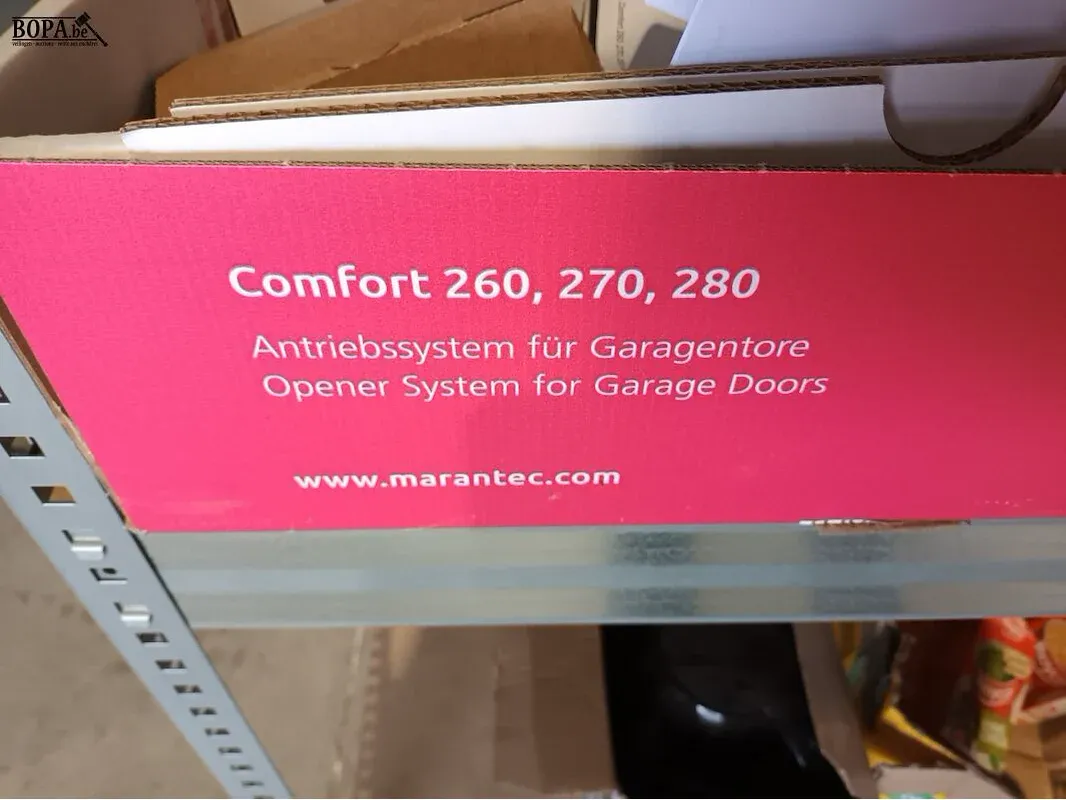 BOPA.be
Comfort 260, 270, 280
Antriebssystem für Garagentore
Opener System for Garage Doors
www.marantec.com